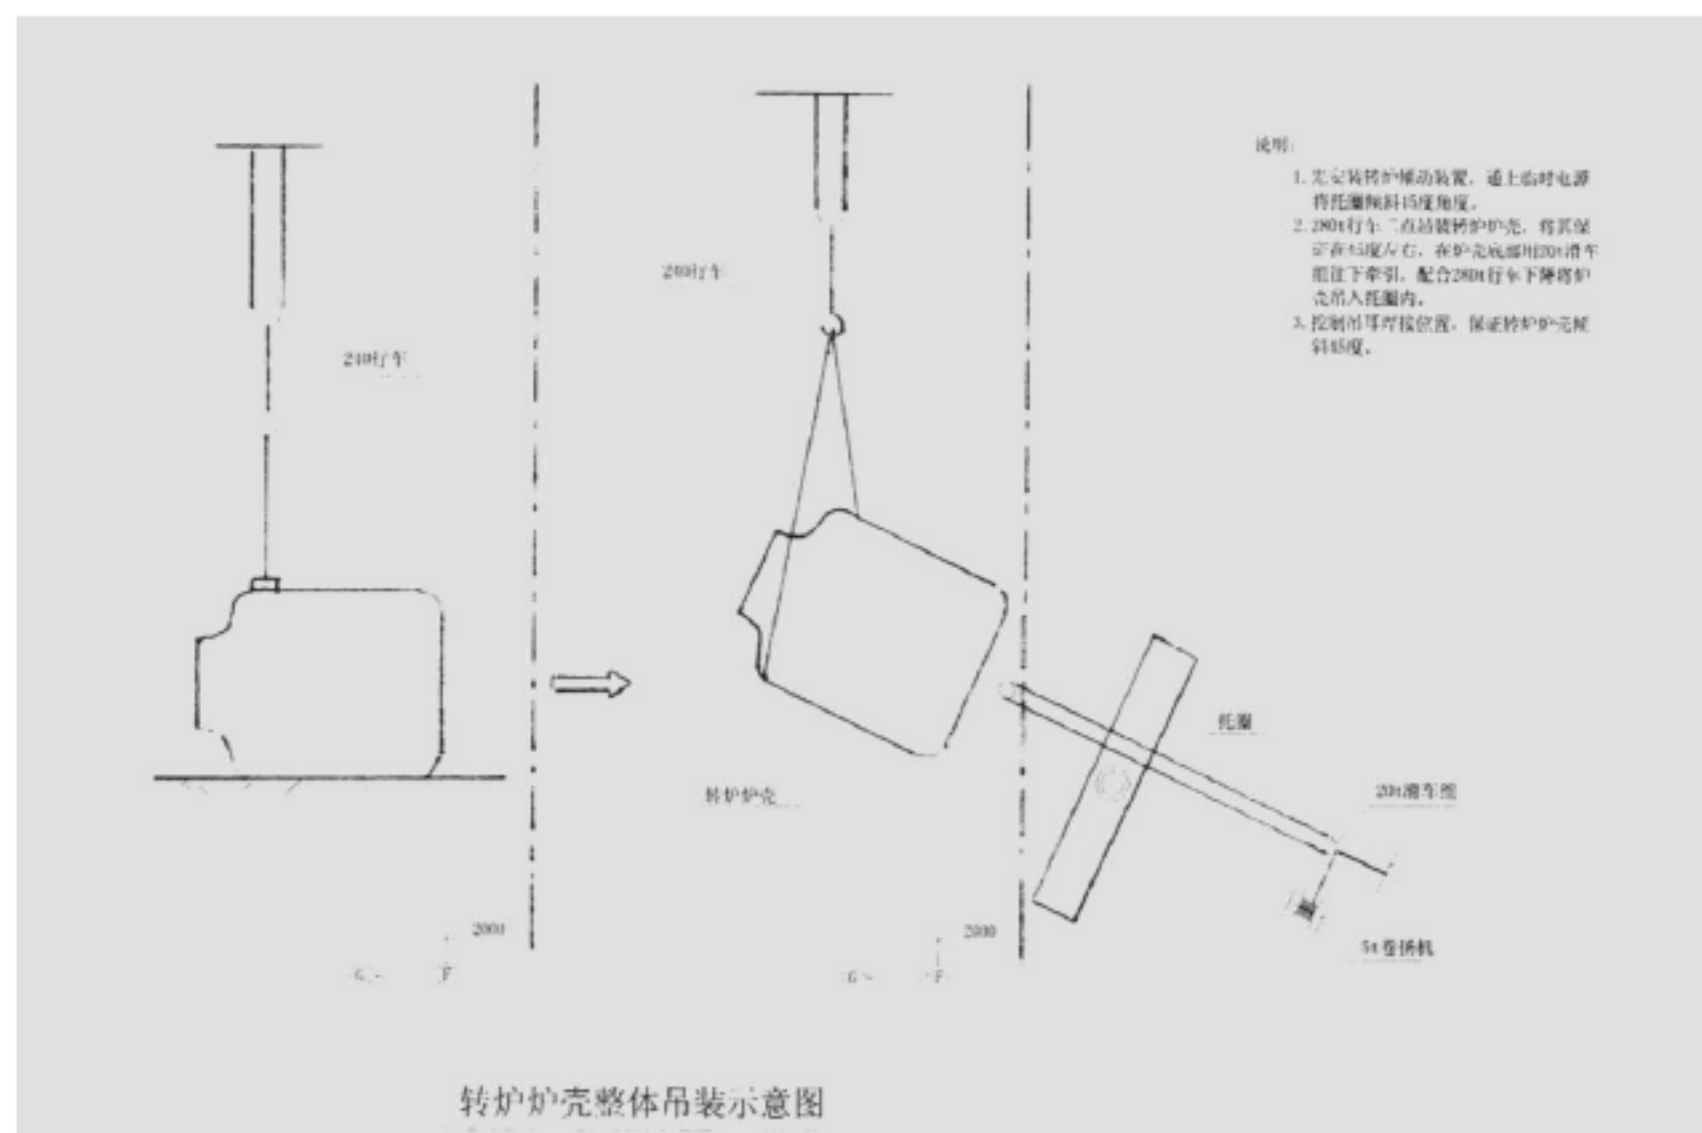 说明:
1. 先安装转炉倾动装置, 通上临时电源
将托圈倾斜45度角度。
2. 280t行车二点吊装转炉炉壳, 将其保
证在45度左右, 在炉壳底部用20t滑车
组往下牵引, 配合280t行车下降将炉
壳吊入托圈内。
3. 控制吊耳焊接位置, 保证转炉炉壳倾
斜45度。
240行车
240行车
托圈
20t滑车组
转炉炉壳
5t卷扬机
2000
2000
G
F
G
F
转炉炉壳整体吊装示意图